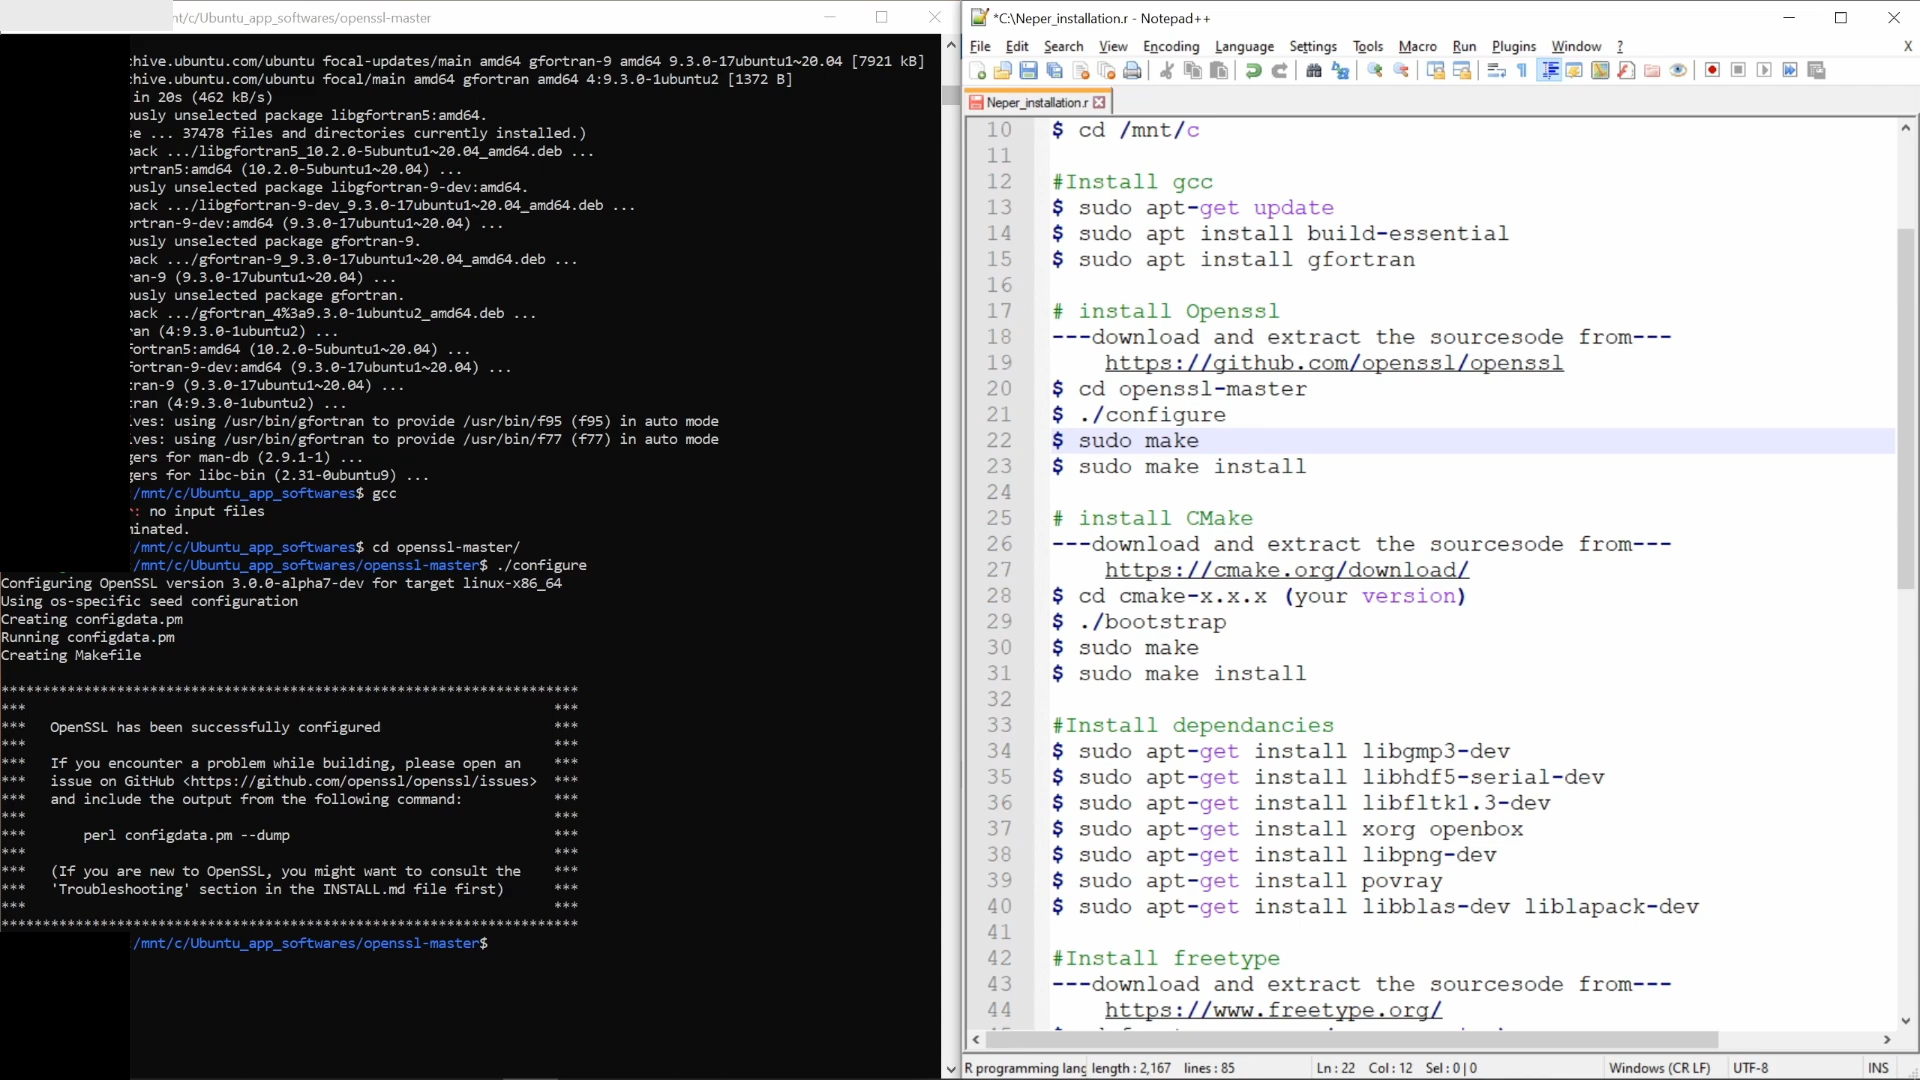 nt/c/Ubuntu_app_softwares/openssl-master
hive.ubuntu.com/ubuntu focal-updates/main amd64 gfortran-9 amd64 9.3.0-17ubuntu1~20.04 [7921 kB]
hive.ubuntu.com/ubuntu focal/main amd64 gfortran amd64 4:9.3.0-1ubuntu2 [1372 B]
in 20s (462 kB/s)
usly unselected package libgfortran5:amd64.
se ... 37478 files and directories currently installed.)
pack .../libgfortran5_10.2.0-5ubuntu1~20.04_amd64.deb ...
ortran5:amd64 (10.2.0-5ubuntu1~20.04) ...
usly unselected package libgfortran-9-dev:amd64.
pack .../libgfortran-9-dev_9.3.0-17ubuntu1~20.04_amd64.deb ...
ortran-9-dev:amd64 (9.3.0-17ubuntu1~20.04) ...
usly unselected package gfortran-9.
pack .../gfortran-9_9.3.0-17ubuntu1~20.04_amd64.deb ...
ran-9 (9.3.0-17ubuntu1~20.04) ...
usly unselected package gfortran.
pack .../gfortran_4%3a9.3.0-1ubuntu2_amd64.deb ...
ran (4:9.3.0-1ubuntu2) ...
fortran5:amd64 (10.2.0-5ubuntu1~20.04) ...
fortran-9-dev:amd64 (9.3.0-17ubuntu1~20.04) ...
tran-9 (9.3.0-17ubuntu1~20.04) ...
tran (4:9.3.0-1ubuntu2) ...
ives: using /usr/bin/gfortran to provide /usr/bin/f95 (f95) in auto mode
ives: using /usr/bin/gfortran to provide /usr/bin/f77 (f77) in auto mode
gers for man-db (2.9.1-1) ...
gers for libc-bin (2.31-0ubuntu9) ...
/mnt/c/Ubuntu_app_softwares$ gcc
: no input files
minated.
/mnt/c/Ubuntu_app_softwares$ cd openssl-master/
/mnt/c/Ubuntu_app_softwares/openssl-master$ ./configure
Configuring OpenSSL version 3.0.0-alpha7-dev for target linux-x86_64
Using os-specific seed configuration
Creating configdata.pm
Running configdata.pm
Creating Makefile
**********************************************************************
*** ***
*** OpenSSL has been successfully configured ***
*** ***
*** If you encounter a problem while building, please open an ***
*** issue on GitHub <https://github.com/openssl/openssl/issues> ***
*** and include the output from the following command: ***
*** ***
*** perl configdata.pm --dump ***
*** ***
*** (If you are new to OpenSSL, you might want to consult the ***
*** 'Troubleshooting' section in the INSTALL.md file first) ***
*** ***
**********************************************************************
/mnt/c/Ubuntu_app_softwares/openssl-master$
*C:\Neper_installation.r - Notepad++
File Edit Search View Encoding Language Settings Tools Macro Run Plugins Window ? X
Neper_installation.r
10 $ cd /mnt/c
11
12 #Install gcc
13 $ sudo apt-get update
14 $ sudo apt install build-essential
15 $ sudo apt install gfortran
16
17 # install Openssl
18 ---download and extract the sourcesode from---
19 https://github.com/openssl/openssl
20 $ cd openssl-master
21 $ ./configure
22 $ sudo make
23 $ sudo make install
24
25 # install CMake
26 ---download and extract the sourcesode from---
27 https://cmake.org/download/
28 $ cd cmake-x.x.x (your version)
29 $ ./bootstrap
30 $ sudo make
31 $ sudo make install
32
33 #Install dependancies
34 $ sudo apt-get install libgmp3-dev
35 $ sudo apt-get install libhdf5-serial-dev
36 $ sudo apt-get install libfltk1.3-dev
37 $ sudo apt-get install xorg openbox
38 $ sudo apt-get install libpng-dev
39 $ sudo apt-get install povray
40 $ sudo apt-get install libblas-dev liblapack-dev
41
42 #Install freetype
43 ---download and extract the sourcesode from---
44 https://www.freetype.org/
R programming lang length : 2,167 lines : 85 Ln : 22 Col : 12 Sel : 0 | 0 Windows (CR LF) UTF-8 INS